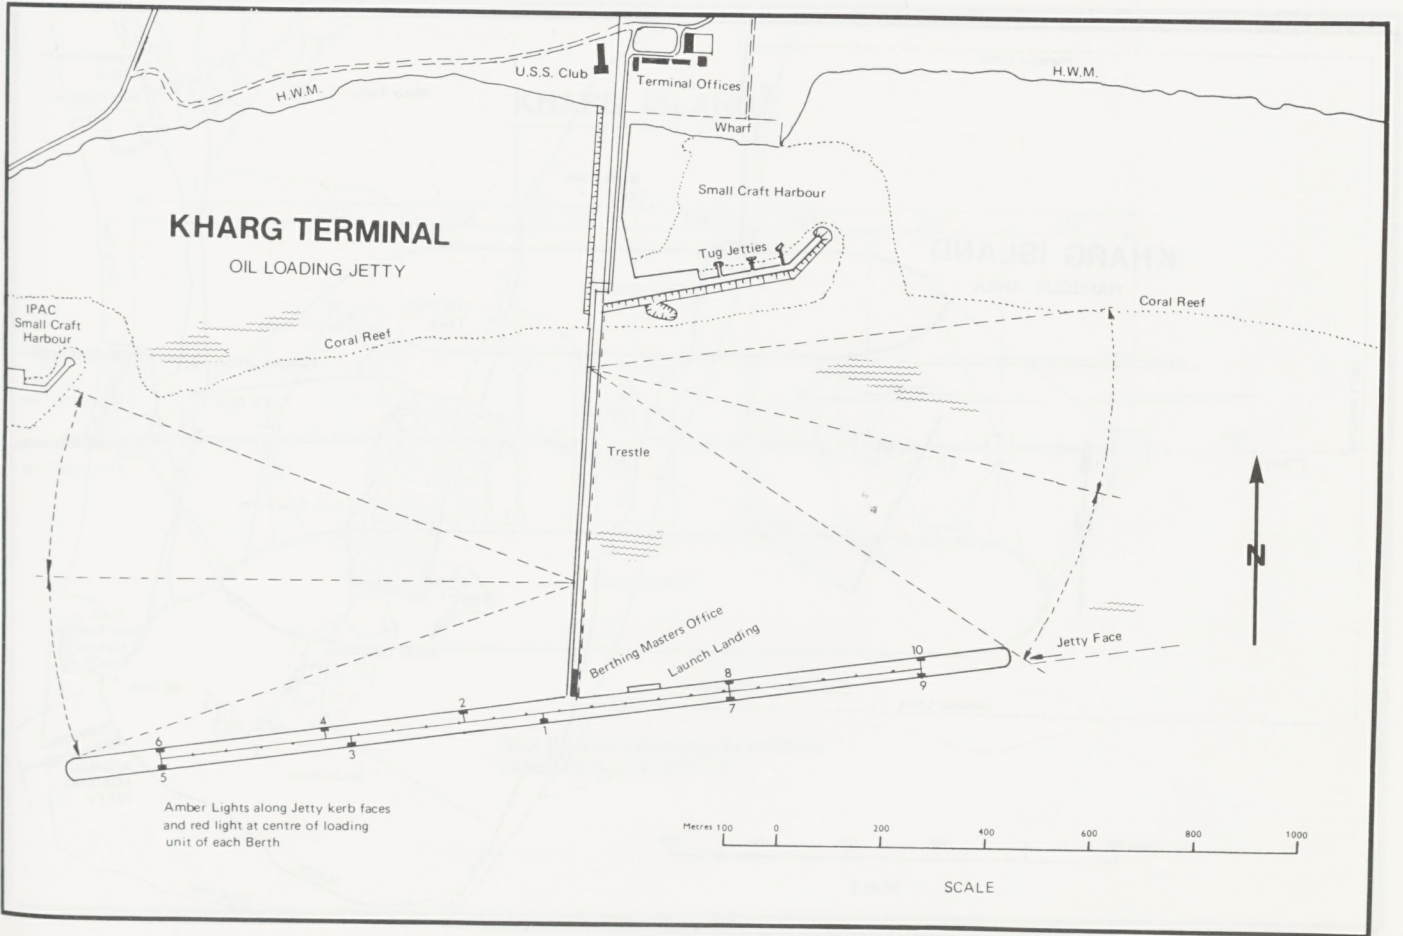 U.S.S. Club
Terminal Offices
H.W.M.
H.W.M.
Wharf
Small Craft Harbour
KHARG TERMINAL
OIL LOADING JETTY
Tug Jetties
IPAC
Small Craft
Harbour
Coral Reef
Coral Reef
Trestle
N
Berthing Masters Office
Launch Landing
Jetty Face
10
9
8
7
2
1
4
3
6
5
Amber Lights along Jetty kerb faces
and red light at centre of loading
unit of each Berth
Metres 100 0 200 400 600 800 1000
SCALE